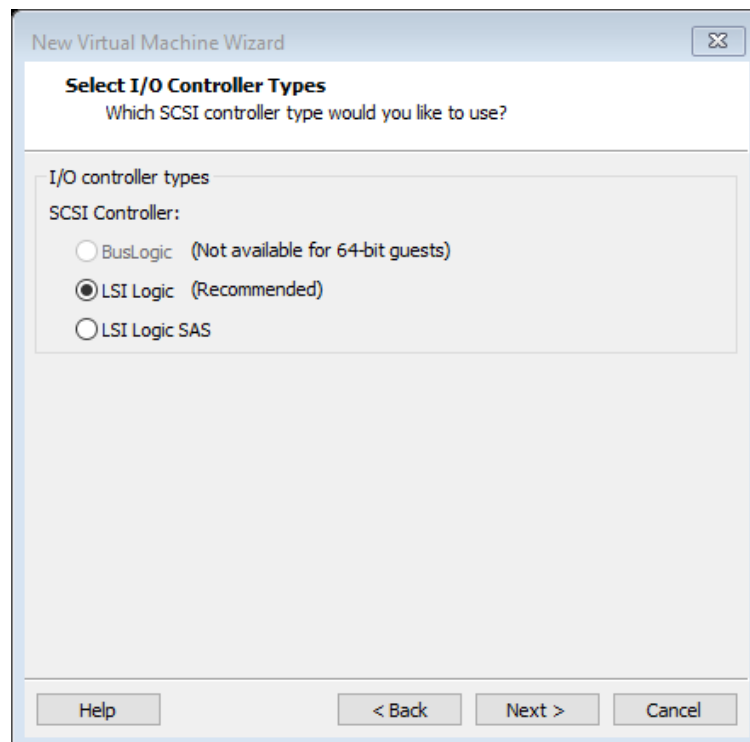 New Virtual Machine Wizard
Select I/O Controller Types
Which SCSI controller type would you like to use?
I/O controller types
SCSI Controller:
BusLogic (Not available for 64-bit guests)
LSI Logic (Recommended)
LSI Logic SAS
Help < Back Next > Cancel